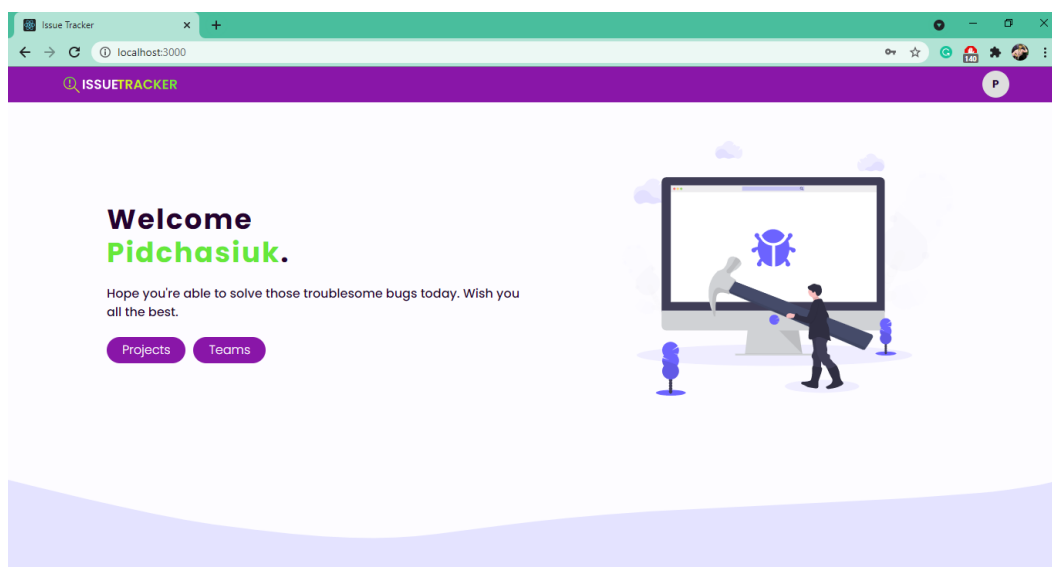 Issue Tracker
localhost:3000
140
ISSUETRACKER
P
Welcome
Pidchasiuk.
Hope you're able to solve those troublesome bugs today. Wish you
all the best.
Projects Teams